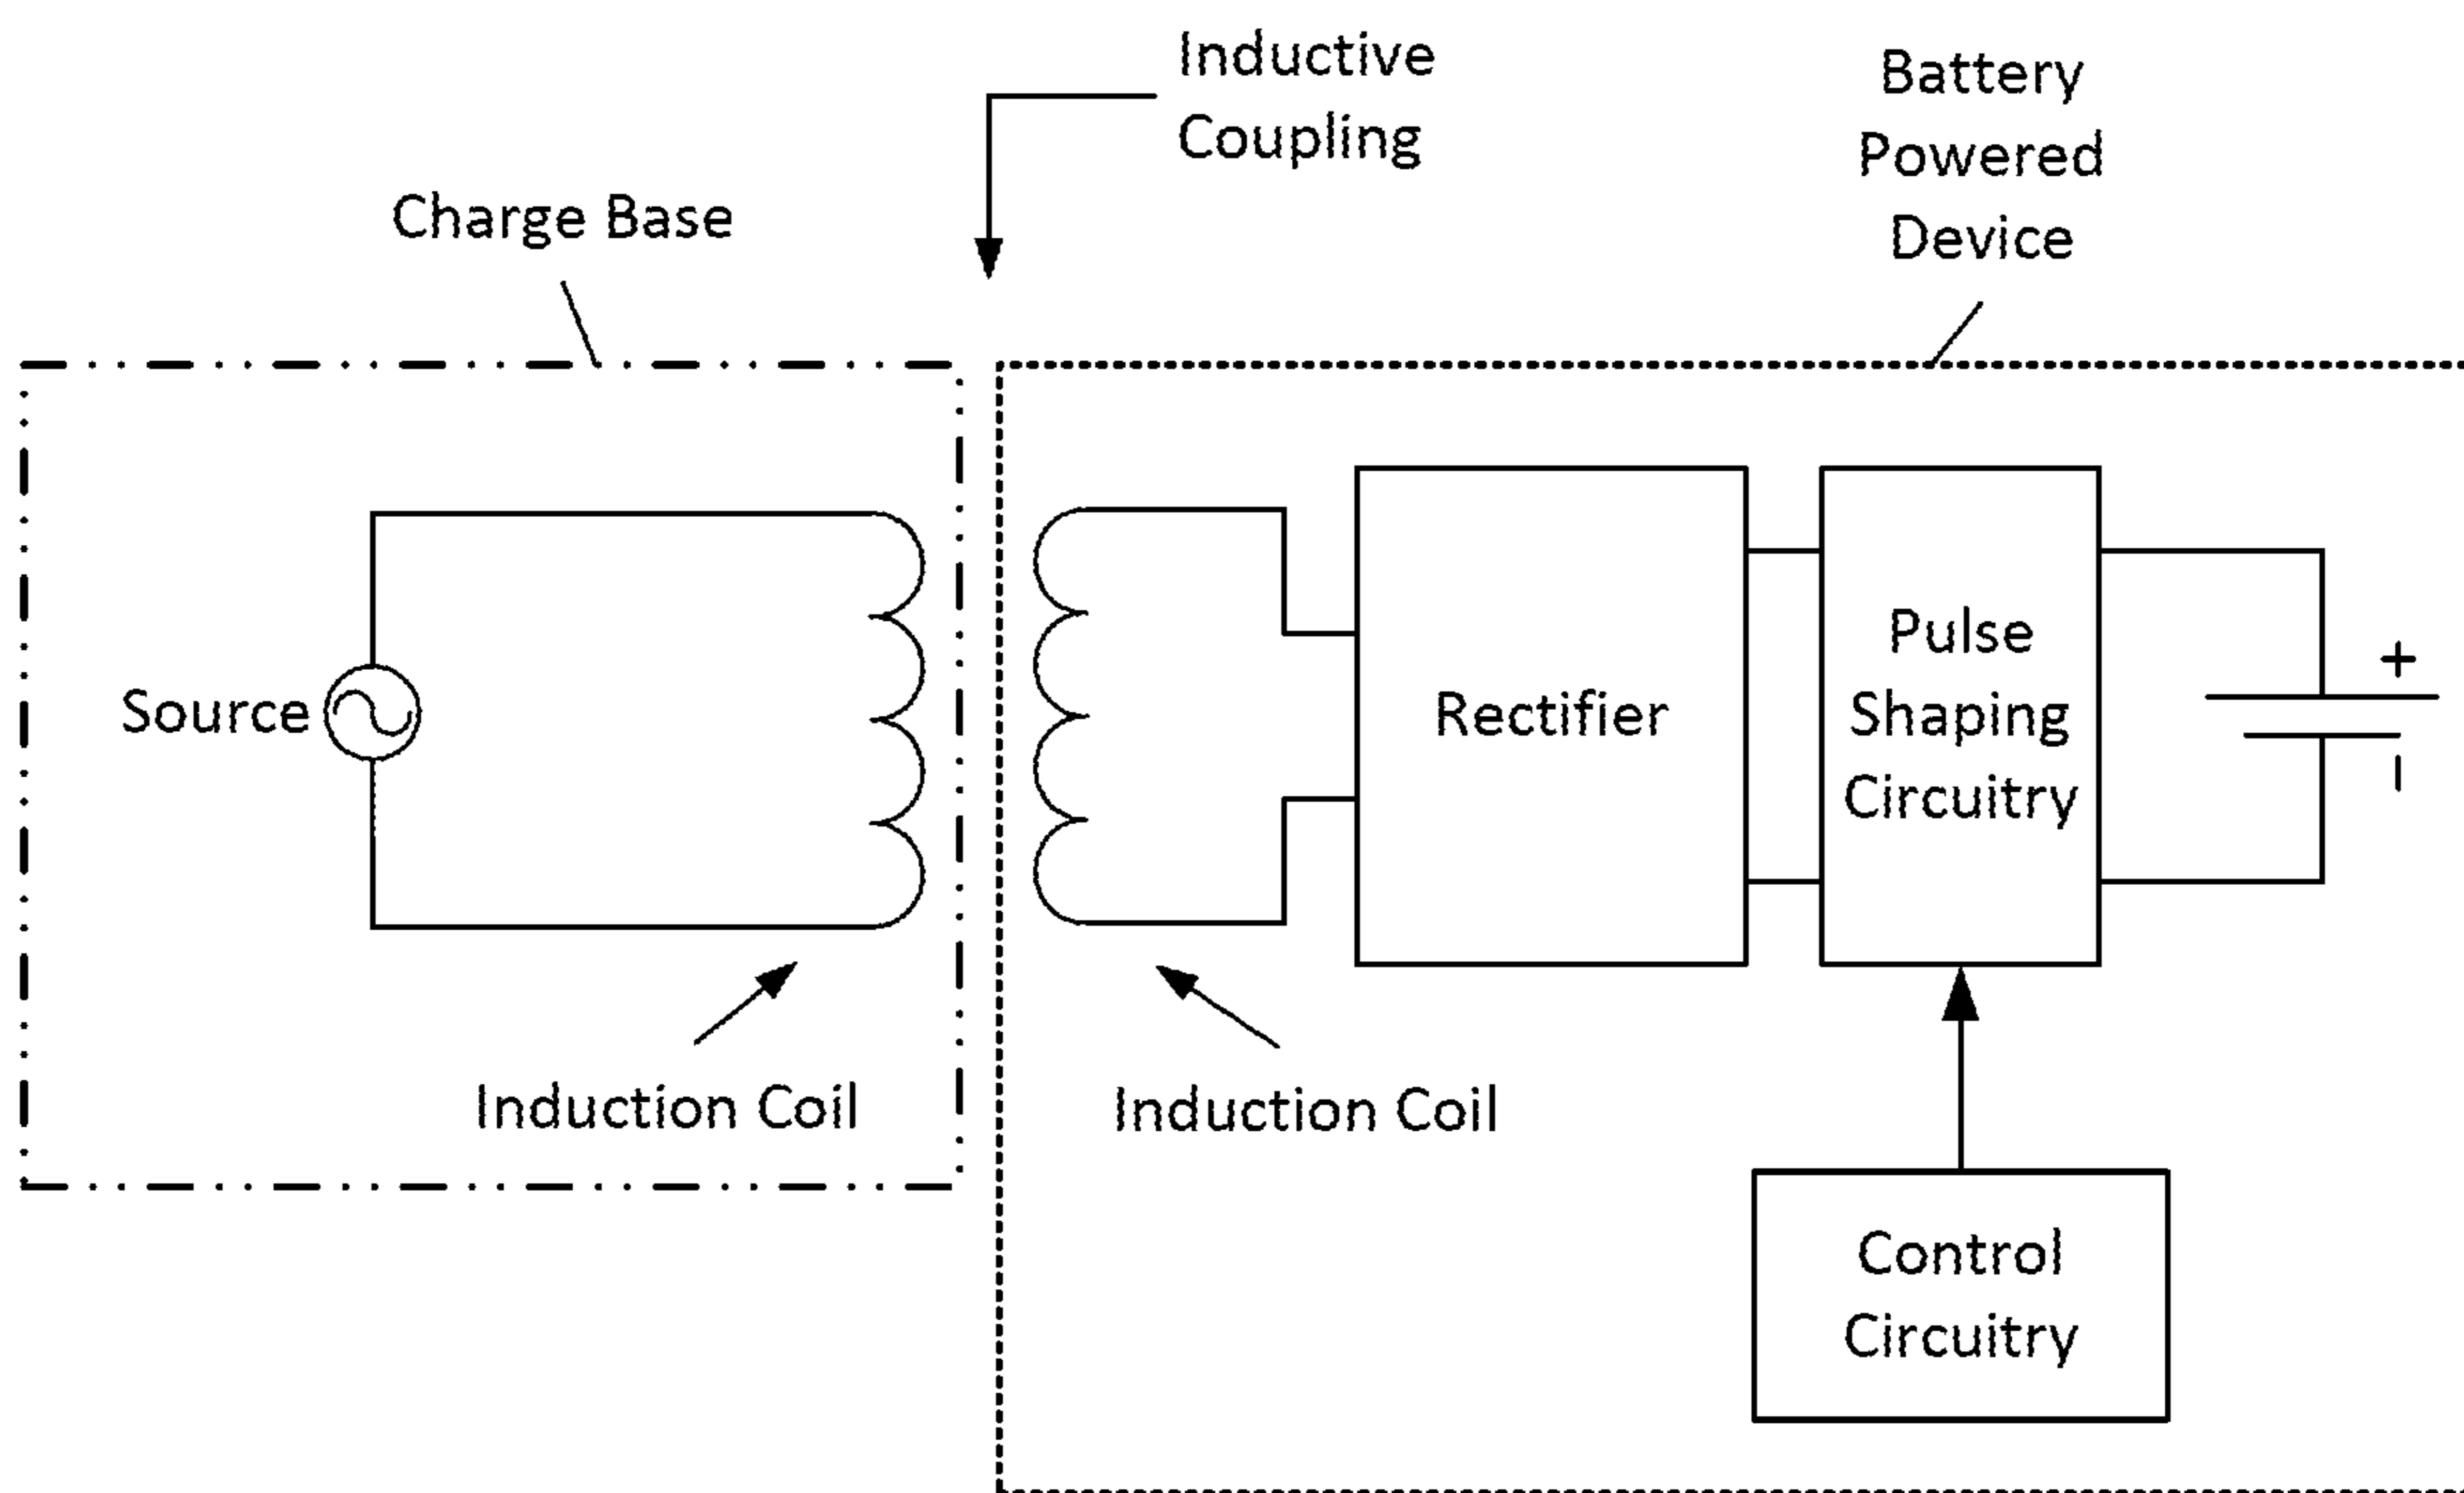 Inductive
Coupling
Battery
Powered
Device
Charge Base
Source
Rectifier
Pulse
Shaping
Circuitry
+
−
Induction Coil
Induction Coil
Control
Circuitry